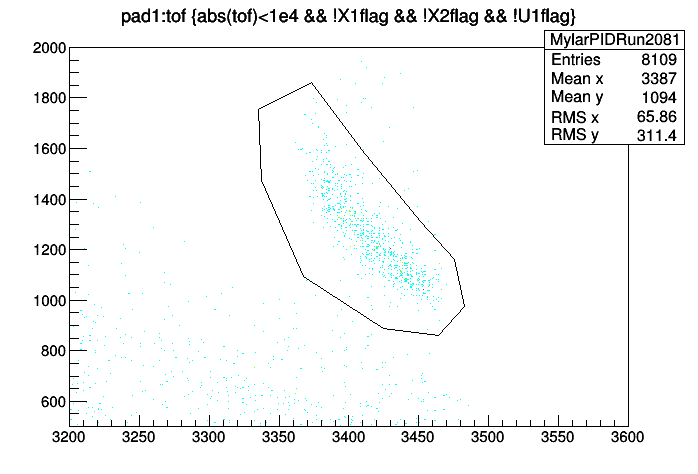 pad1:tof {abs(tof)<1e4 && !X1flag && !X2flag && !U1flag}
MylarPIDRun2081
Entries 8109
Mean x 3387
Mean y 1094
RMS x 65.86
RMS y 311.4
2000
1800
1600
1400
1200
1000
800
600
3200 3250 3300 3350 3400 3450 3500 3550 3600